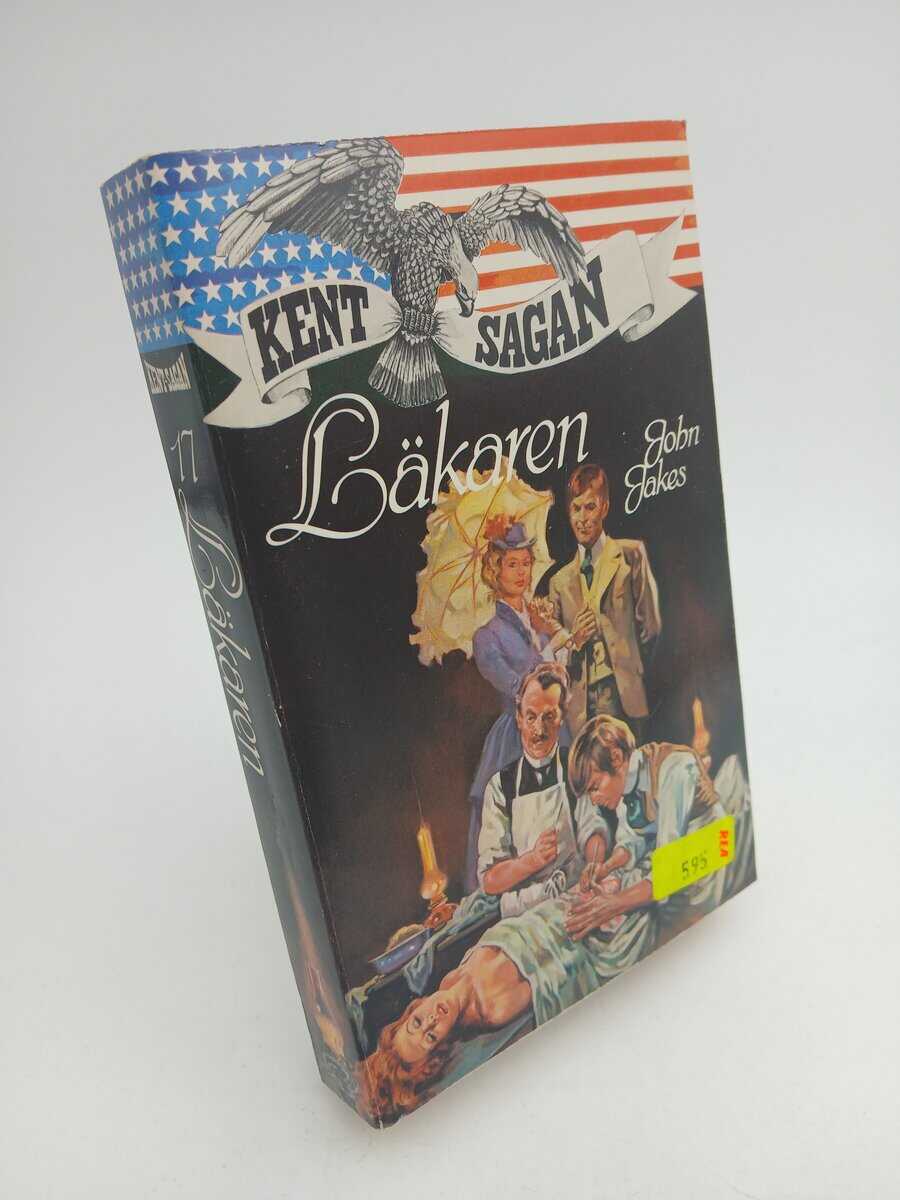 KENT SAGAN
Läkaren
John
Jakes
REA
5.95
KENT-SAGAN
17
Läkaren